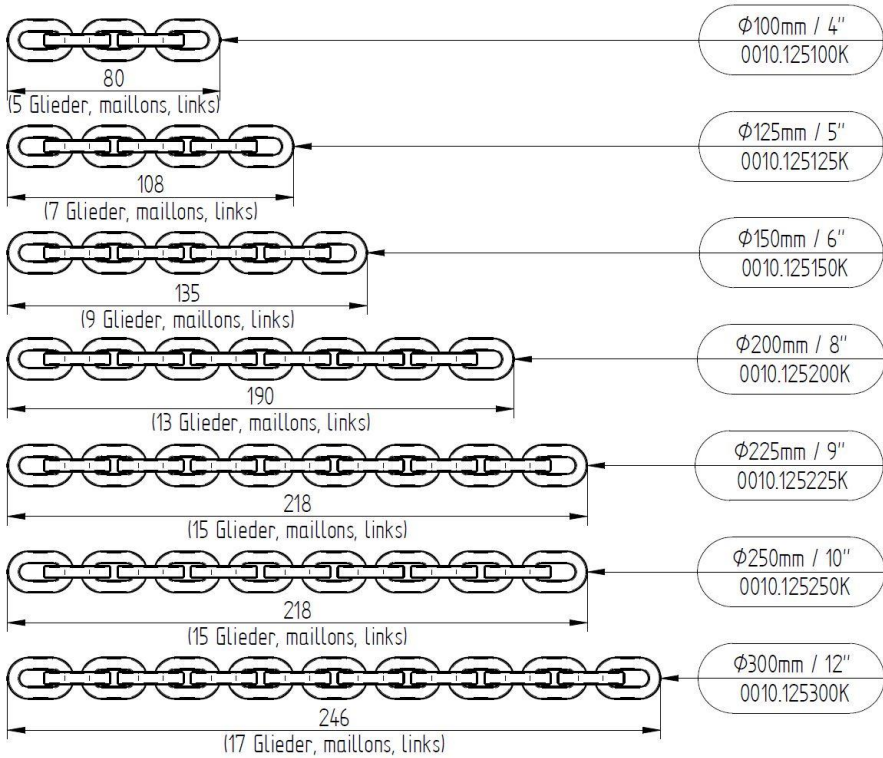 Φ100mm / 4"
0010.125100K
80
(5 Glieder, maillons, links)
Φ125mm / 5"
0010.125125K
108
(7 Glieder, maillons, links)
Φ150mm / 6"
0010.125150K
135
(9 Glieder, maillons, links)
Φ200mm / 8"
0010.125200K
190
(13 Glieder, maillons, links)
Φ225mm / 9"
0010.125225K
218
(15 Glieder, maillons, links)
Φ250mm / 10"
0010.125250K
218
(15 Glieder, maillons, links)
Φ300mm / 12"
0010.125300K
246
(17 Glieder, maillons, links)